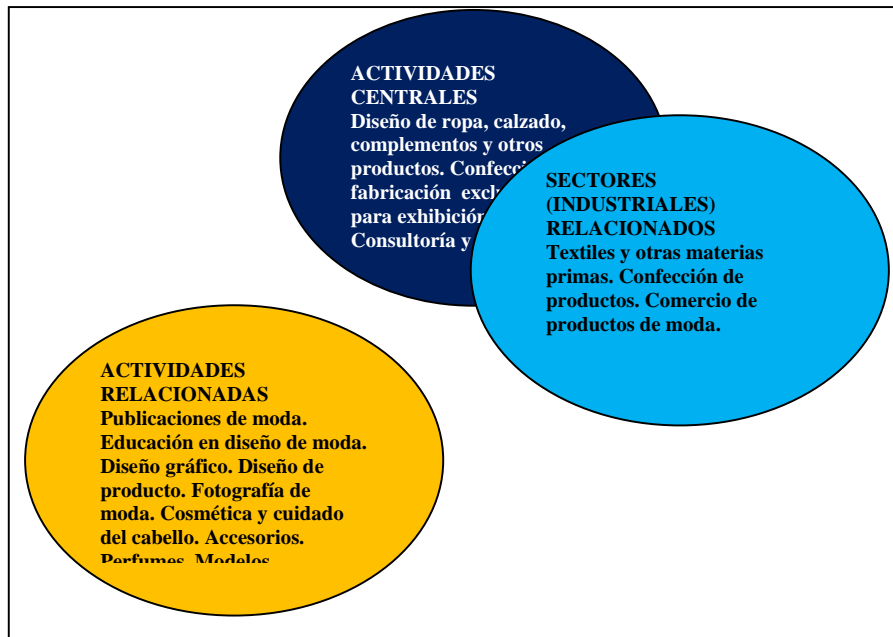 ACTIVIDADES
CENTRALES
Diseño de ropa, calzado,
complementos y otros
productos.
fabricación
para exhibición
Consultoría y
SECTORES
(INDUSTRIALES)
RELACIONADOS
Textiles y otras materias
primas. Confección de
productos. Comercio de
productos de moda.
ACTIVIDADES
RELACIONADAS
Publicaciones de moda.
Educación en diseño de moda.
Diseño gráfico. Diseño de
producto. Fotografía de
moda. Cosmética y cuidado
del cabello. Accesorios.
Perfumes. Modelos